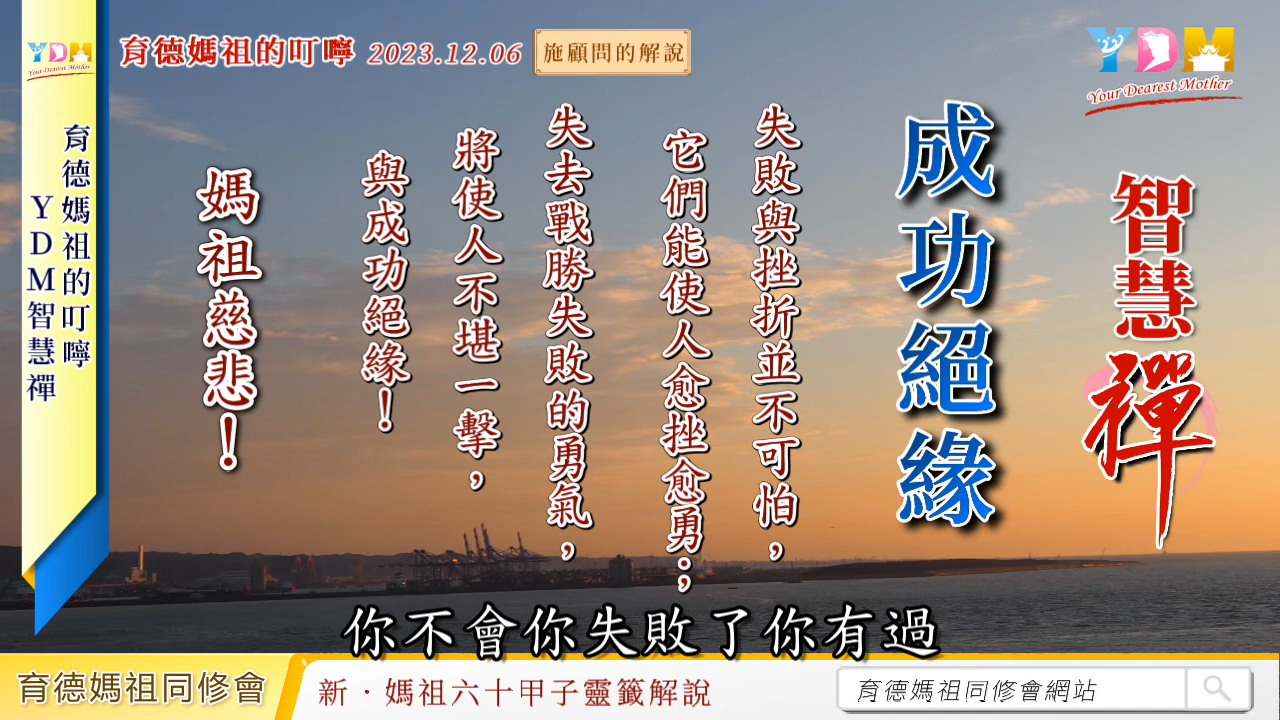 育德媽祖的叮嚀 2023.12.06 施顧問的解說
YDM
Your Dearest Mother
YDM
Your Dearest Mother
育德媽祖的叮嚀
YDM智慧禪
智慧禪
成功絕緣
失敗與挫折並不可怕，
它們能使人愈挫愈勇；
失去戰勝失敗的勇氣，
將使人不堪一擊，
與成功絕緣！
媽祖慈悲！
你不會你失敗了你有過
育德媽祖同修會
新．媽祖六十甲子靈籤解說
育德媽祖同修會網站